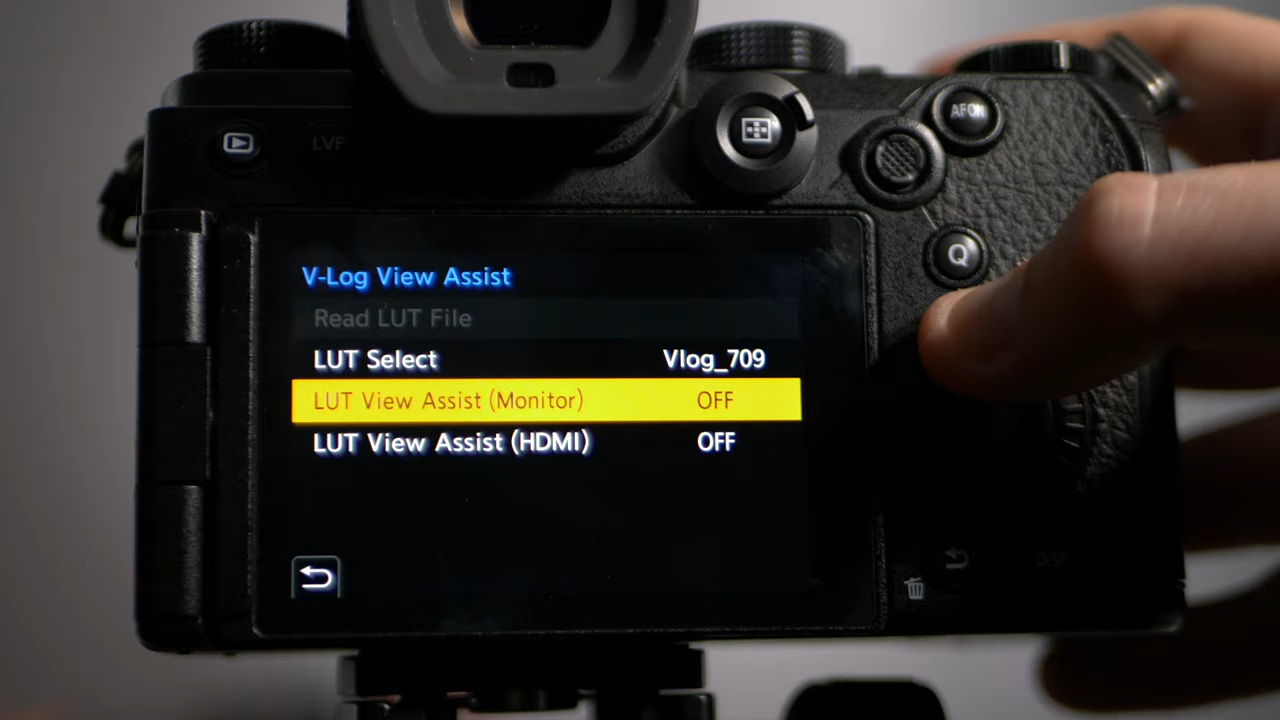 LVF
AF ON
Q
V-Log View Assist
Read LUT File
LUT Select Vlog_709
LUT View Assist (Monitor) OFF
LUT View Assist (HDMI) OFF
DISP.